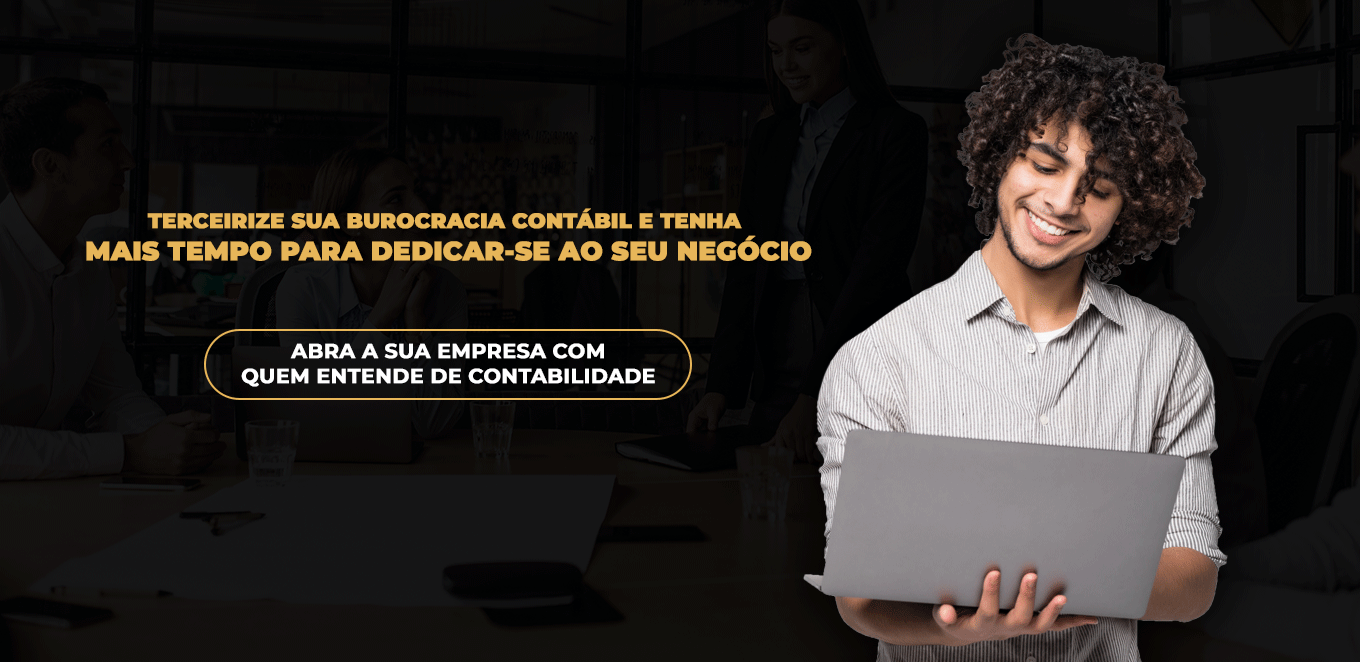 TERCEIRIZE SUA BUROCRACIA CONTÁBIL E TENHA
MAIS TEMPO PARA DEDICAR-SE AO SEU NEGÓCIO
ABRA A SUA EMPRESA COM
QUEM ENTENDE DE CONTABILIDADE